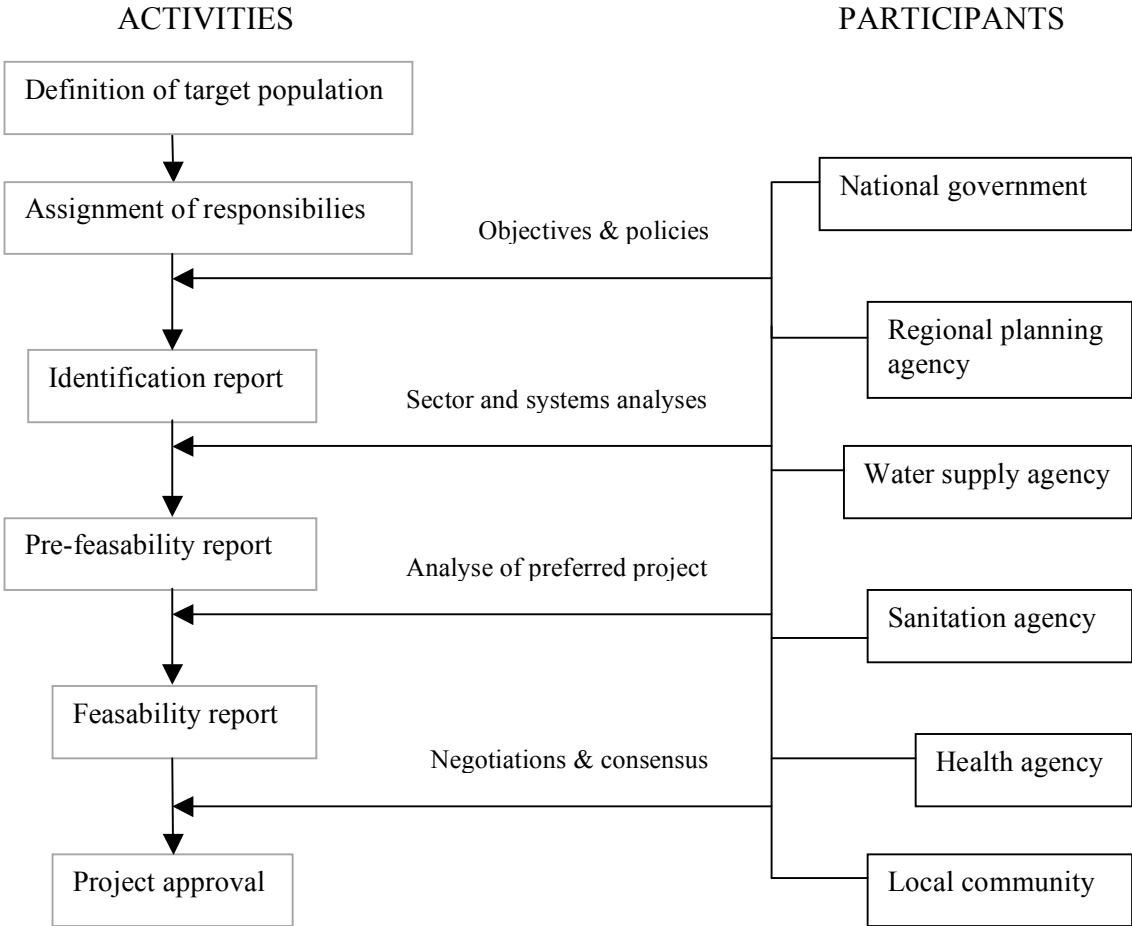 ACTIVITIES
PARTICIPANTS
Definition of target population
Assignment of responsibilies
Objectives & policies
Identification report
Sector and systems analyses
Pre-feasability report
Analyse of preferred project
Feasability report
Negotiations & consensus
Project approval
National government
Regional planning
agency
Water supply agency
Sanitation agency
Health agency
Local community